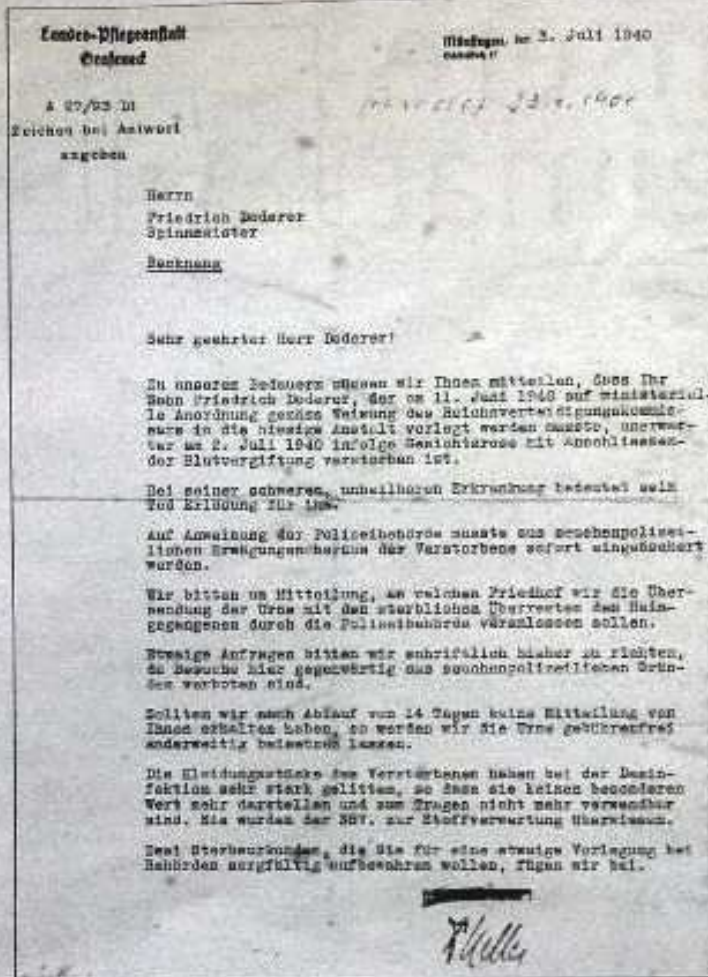 Landes-Pflegeanstalt
Grafeneck
Münsingen, den 3. Juli 1940
A 27/93 Di
Zeichen bei Antwort
angeben
Herrn
Friedrich Dederer
Spinnmeister
Backnang
Sehr geehrter Herr Dederer!
Zu unserem Bedauern müssen wir Ihnen mitteilen, dass Ihr
Sohn Friedrich Dederer, der am 11. Juni 1940 auf ministeriel-
le Anordnung gemäss Weisung des Reichsverteidigungskommis-
sars in die hiesige Anstalt verlegt werden musste, unerwar-
tet am 2. Juli 1940 infolge Gesichtsrose mit anschliessen-
der Blutvergiftung verstorben ist.
Bei seiner schweren, unheilbaren Erkrankung bedeutet sein
Tod Erlösung für ihn.
Auf Anweisung der Polizeibehörde musste aus seuchenpolizei-
lichen Erwägungen heraus der Verstorbene sofort eingeäschert
werden.
Wir bitten um Mitteilung, an welchen Friedhof wir die Über-
sendung der Urne mit den sterblichen Überresten des Heim-
gegangenen durch die Polizeibehörde veranlassen sollen.
Etwaige Anfragen bitten wir schriftlich hierher zu richten,
da Besuche hier gegenwärtig aus seuchenpolizeilichen Grün-
den verboten sind.
Sollten wir nach Ablauf von 14 Tagen keine Mitteilung von
Ihnen erhalten haben, so werden wir die Urne gebührenfrei
anderweitig beisetzen lassen.
Die Kleidungsstücke des Verstorbenen haben bei der Desin-
fektion sehr stark gelitten, so dass sie keinen besonderen
Wert mehr darstellen und zum Tragen nicht mehr verwendbar
sind. Sie wurden der NSV. zur Stoffverwertung überwiesen.
Zwei Sterbeurkunden, die Sie für eine etwaige Vorlegung bei
Behörden sorgfältig aufbewahren wollen, fügen wir bei.